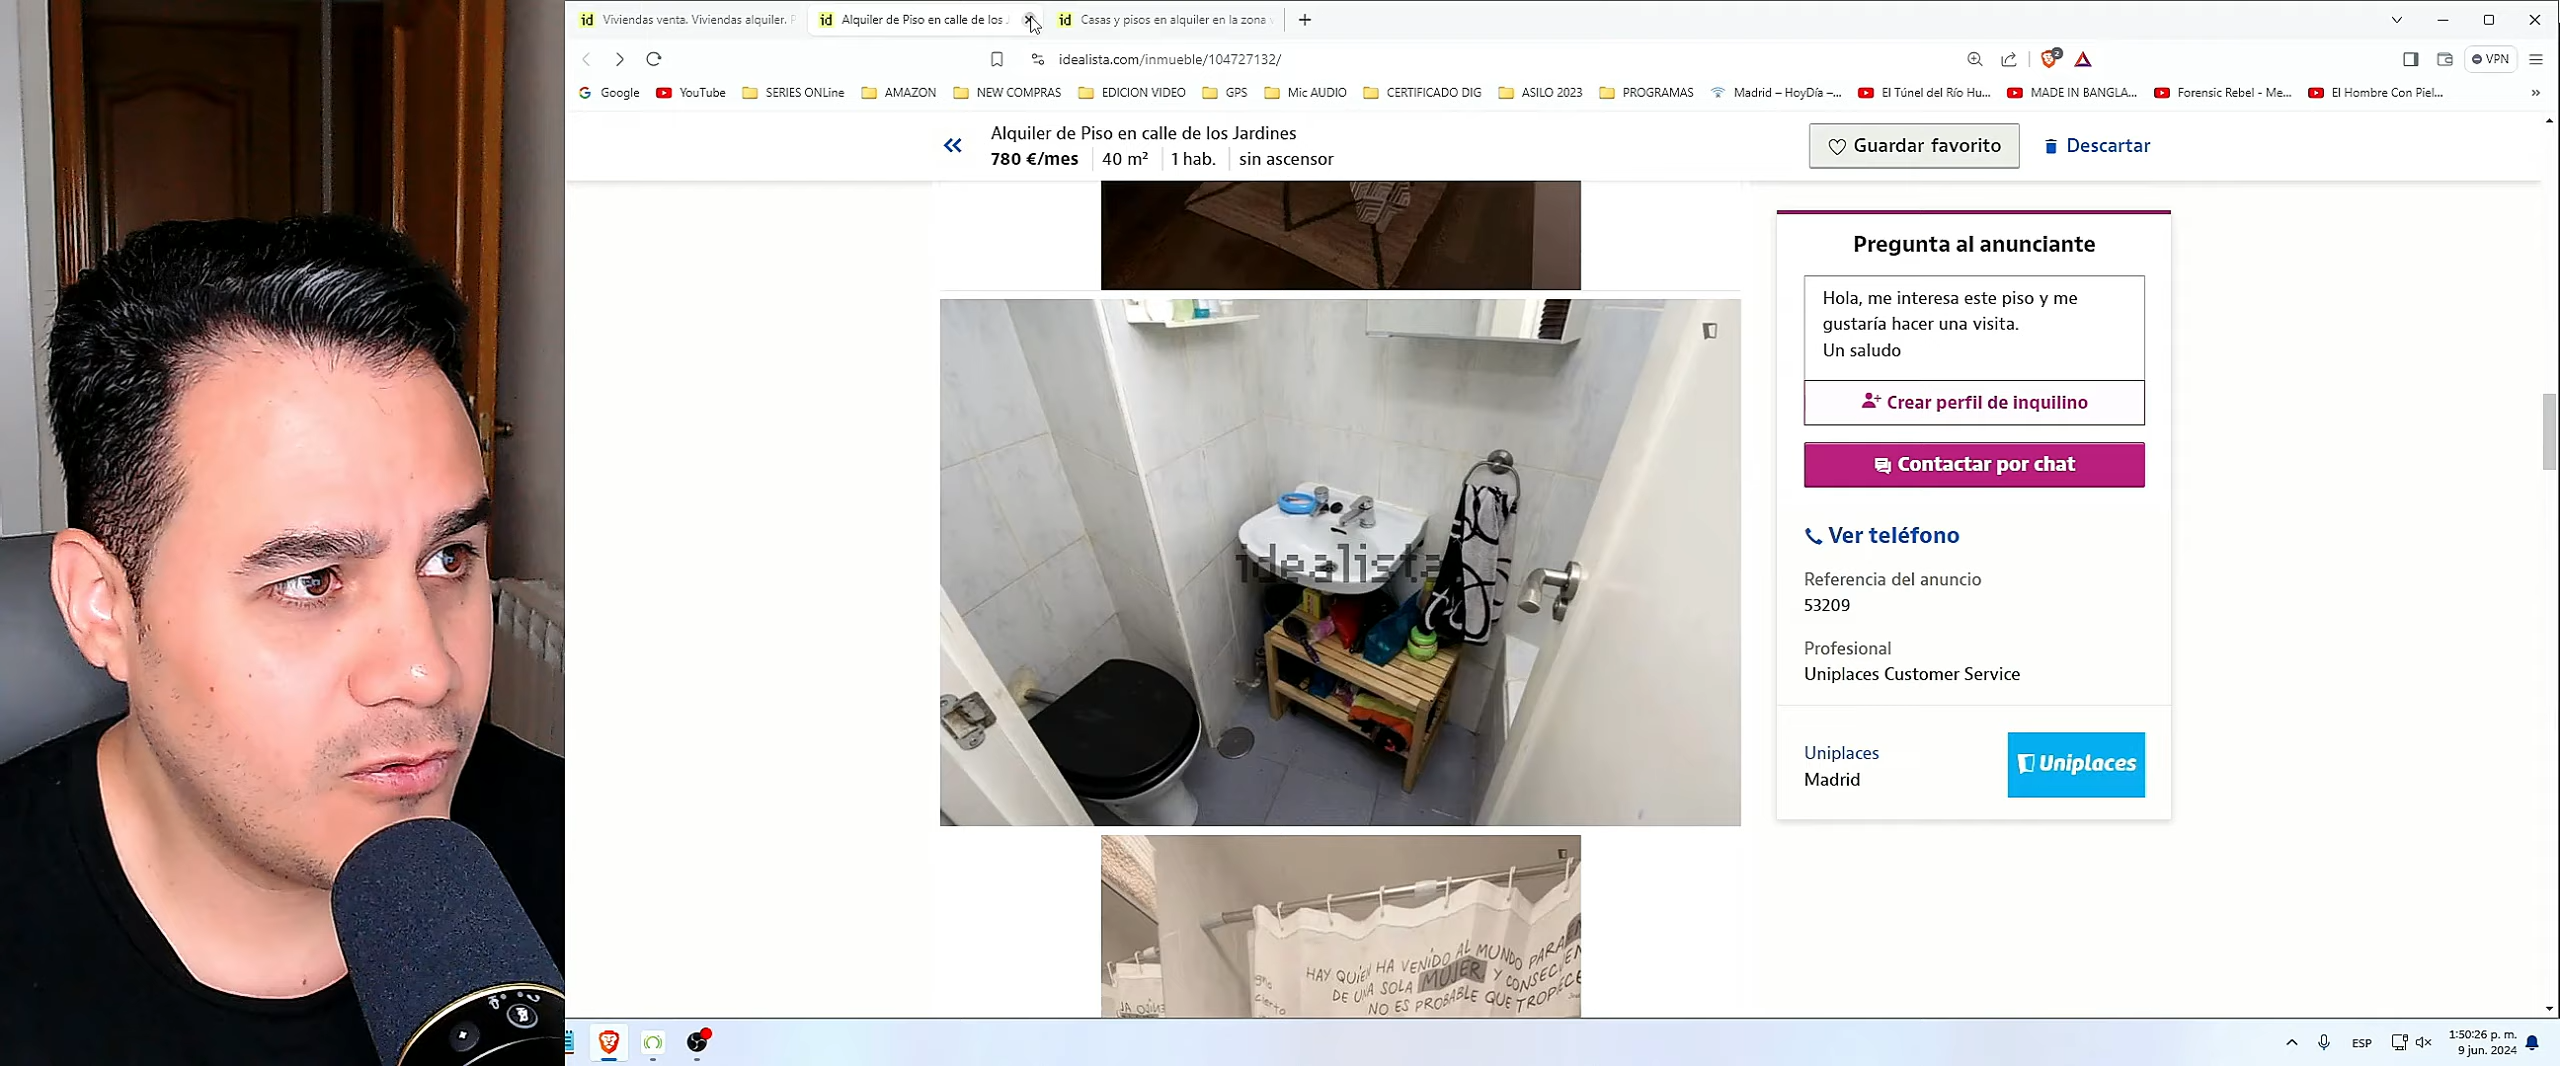 Viviendas venta. Viviendas alquiler. P
Alquiler de Piso en calle de los J
Casas y pisos en alquiler en la zona v
idealista.com/inmueble/104727132/
2
VPN
Google
YouTube
SERIES ONLine
AMAZON
NEW COMPRAS
EDICION VIDEO
GPS
Mic AUDIO
CERTIFICADO DIG
ASILO 2023
PROGRAMAS
Madrid – HoyDía –...
El Túnel del Río Hu...
MADE IN BANGLA...
Forensic Rebel - Me...
El Hombre Con Piel...
Alquiler de Piso en calle de los Jardines
780 €/mes 40 m² 1 hab. sin ascensor
Guardar favorito
Descartar
idealista
HAY QUIEN HA VENIDO AL MUNDO PARA
DE UNA SOLA MUJER, Y CONSEC
NO ES PROBABLE QUE TROP
Pregunta al anunciante
Hola, me interesa este piso y me
gustaría hacer una visita.
Un saludo
Crear perfil de inquilino
Contactar por chat
Ver teléfono
Referencia del anuncio
53209
Profesional
Uniplaces Customer Service
Uniplaces
Madrid
Uniplaces
ESP
1:50:26 p. m.
9 jun. 2024